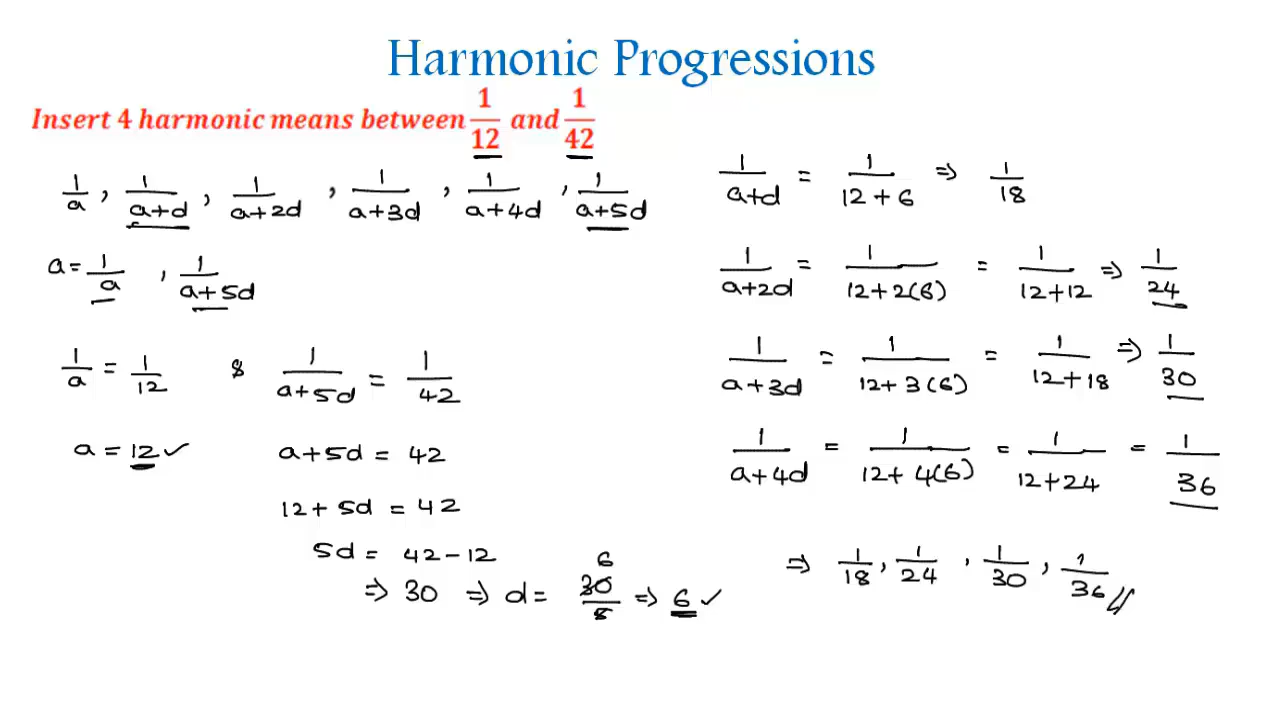 Harmonic Progressions
Insert 4 harmonic means between 1/12 and 1/42
1/a, 1/(a+d), 1/(a+2d), 1/(a+3d), 1/(a+4d), 1/(a+5d)
a = 1/a, 1/(a+5d)
1/a = 1/12 & 1/(a+5d) = 1/42
a = 12 ✓ a+5d = 42
12 + 5d = 42
5d = 42 - 12
⇒ 30 ⇒ d = 30/5 6 ⇒ 6 ✓
1/(a+d) = 1/(12+6) ⇒ 1/18
1/(a+2d) = 1/(12+2(6)) = 1/(12+12) ⇒ 1/24
1/(a+3d) = 1/(12+3(6)) = 1/(12+18) ⇒ 1/30
1/(a+4d) = 1/(12+4(6)) = 1/(12+24) = 1/36
⇒ 1/18, 1/24, 1/30, 1/36 //